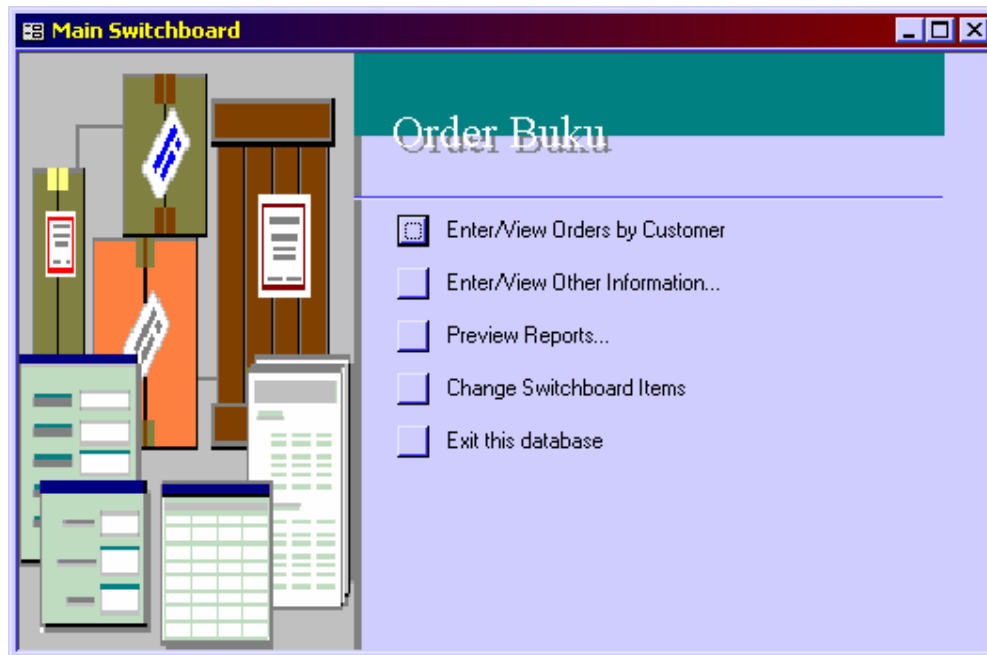 Main Switchboard
Order Buku
Enter/View Orders by Customer
Enter/View Other Information...
Preview Reports...
Change Switchboard Items
Exit this database